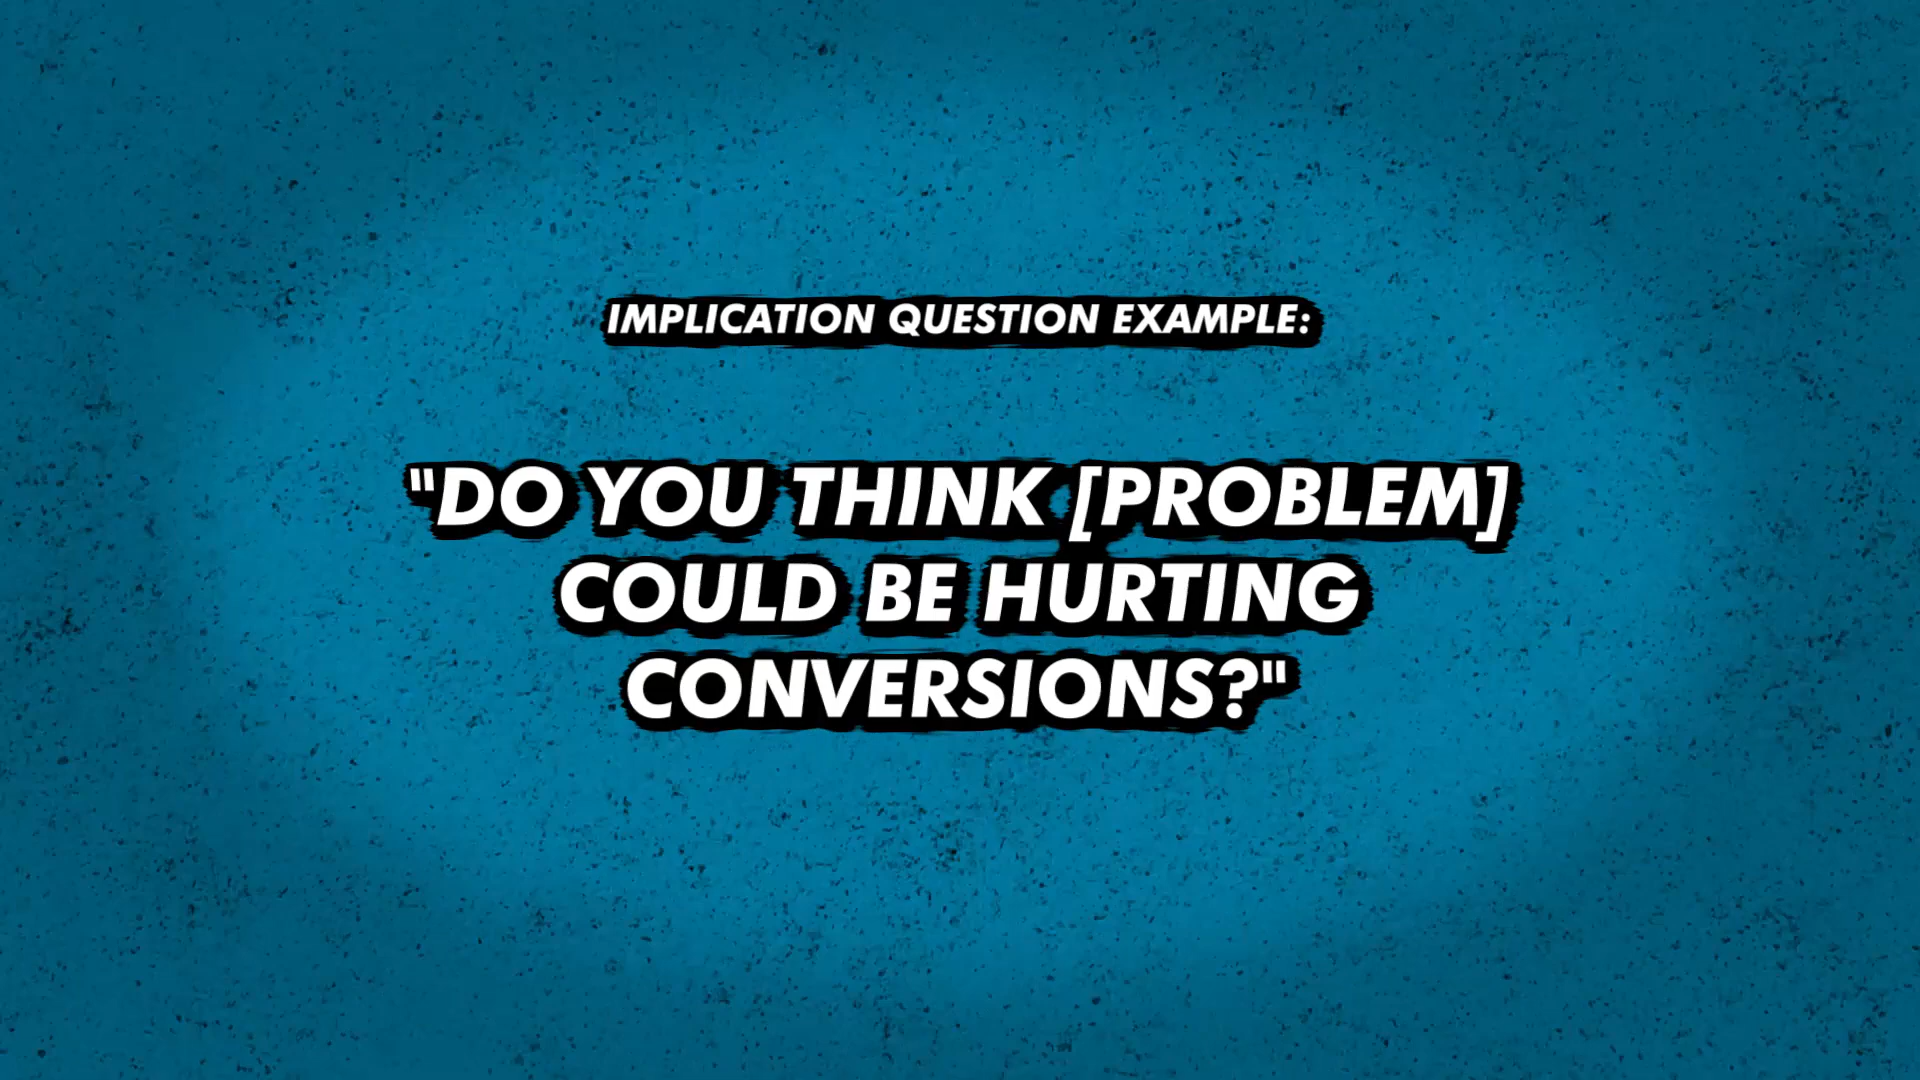 IMPLICATION QUESTION EXAMPLE:
"DO YOU THINK [PROBLEM]
COULD BE HURTING
CONVERSIONS?"